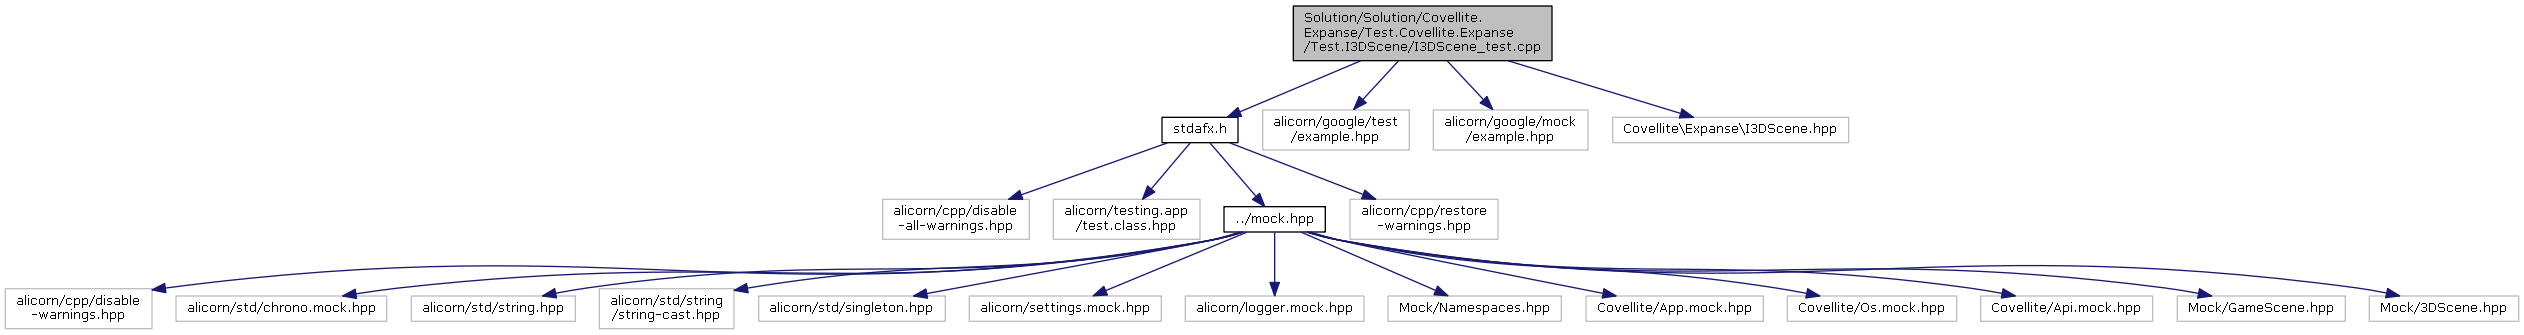 Solution/Solution/Covellite.
Expanse/Test.Covellite.Expanse
/Test.I3DScene/I3DScene_test.cpp
stdafx.h
alicorn/google/test
/example.hpp
alicorn/google/mock
/example.hpp
Covellite\Expanse\I3DScene.hpp
alicorn/cpp/disable
-all-warnings.hpp
alicorn/testing.app
/test.class.hpp
../mock.hpp
alicorn/cpp/restore
-warnings.hpp
alicorn/cpp/disable
-warnings.hpp
alicorn/std/chrono.mock.hpp
alicorn/std/string.hpp
alicorn/std/string
/string-cast.hpp
alicorn/std/singleton.hpp
alicorn/settings.mock.hpp
alicorn/logger.mock.hpp
Mock/Namespaces.hpp
Covellite/App.mock.hpp
Covellite/Os.mock.hpp
Covellite/Api.mock.hpp
Mock/GameScene.hpp
Mock/3DScene.hpp